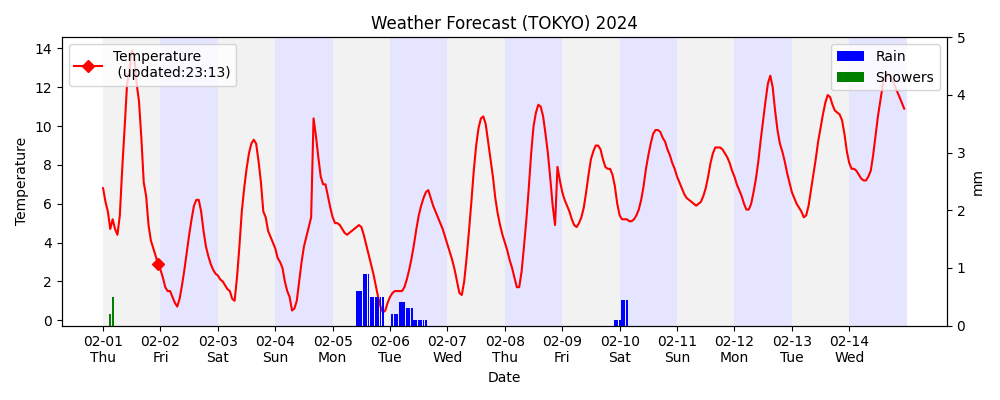 Weather Forecast (TOKYO) 2024
Temperature
(updated:23:13)
Rain
Showers
14
12
10
8
6
4
2
0
Temperature
5
4
3
2
1
0
mm
02-01 02-02 02-03 02-04 02-05 02-06 02-07 02-08 02-09 02-10 02-11 02-12 02-13 02-14
Thu Fri Sat Sun Mon Tue Wed Thu Fri Sat Sun Mon Tue Wed
Date